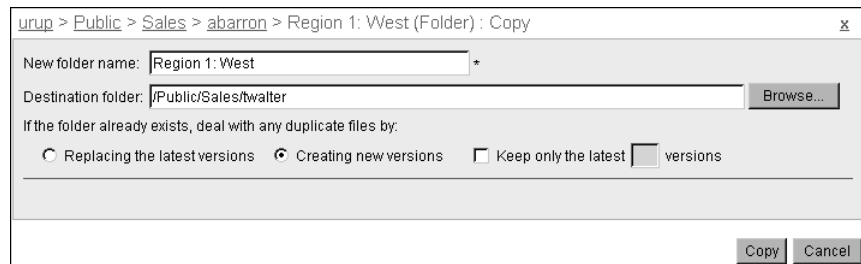 urup > Public > Sales > abarron > Region 1: West (Folder) : Copy x
New folder name: Region 1: West *
Destination folder: /Public/Sales/twalter Browse...
If the folder already exists, deal with any duplicate files by:
Replacing the latest versions Creating new versions Keep only the latest versions
Copy Cancel